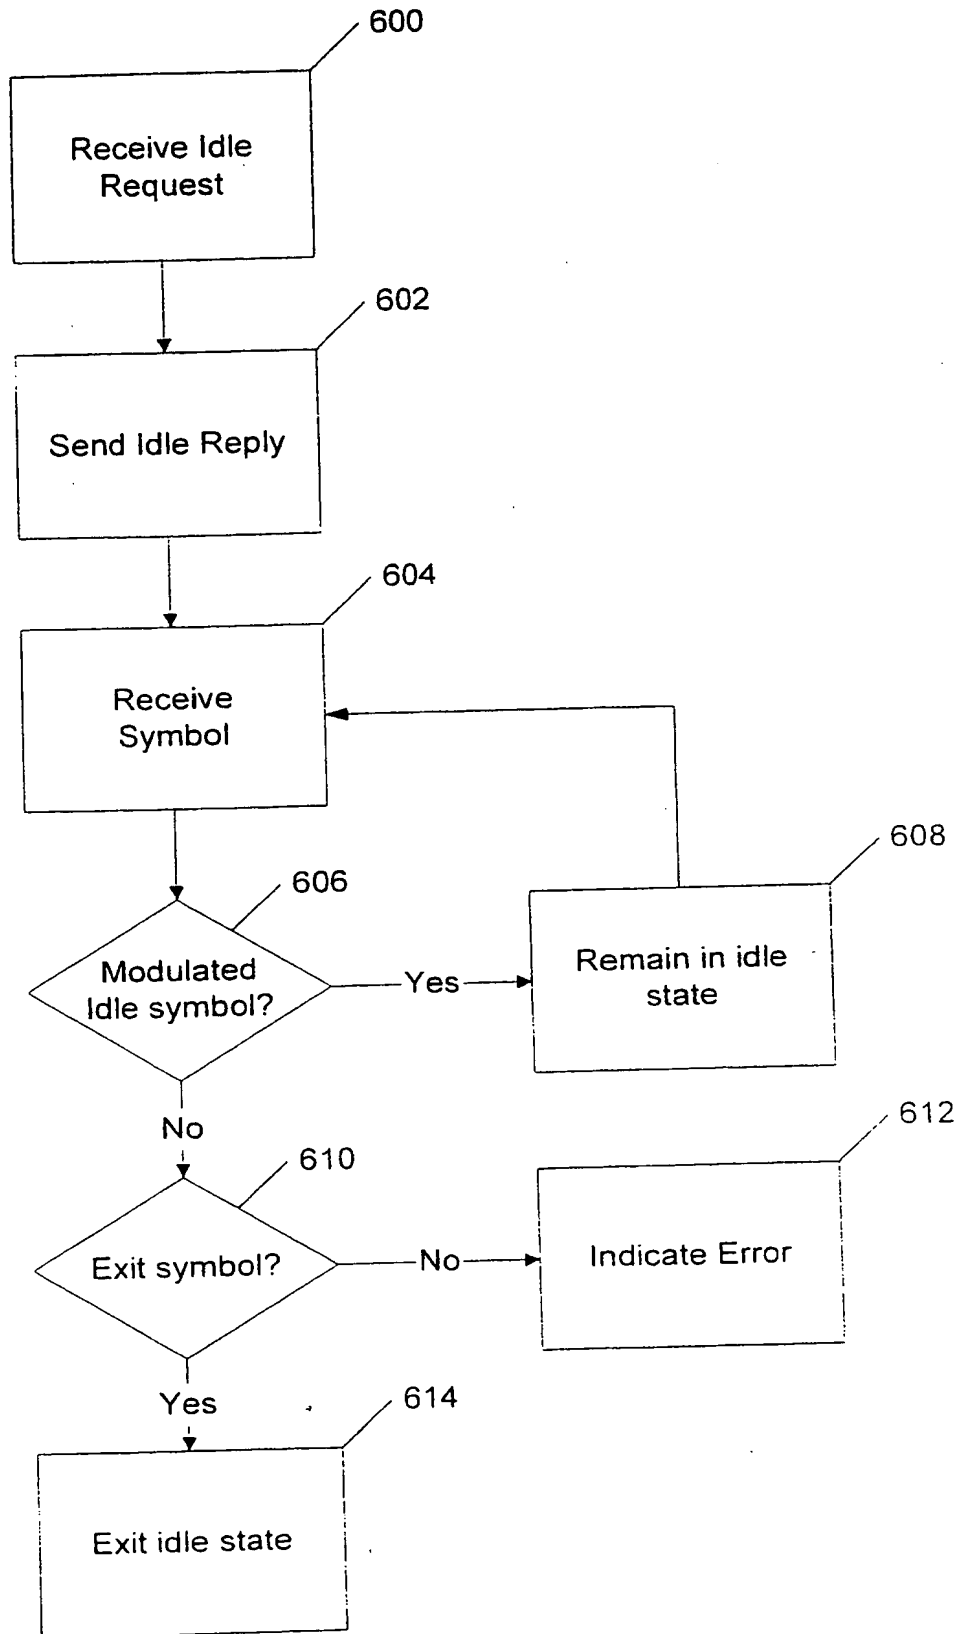 600
Receive Idle
Request
602
Send Idle Reply
604
Receive
Symbol
608
606
Remain in idle
state
Modulated
Idle symbol?
Yes
No
612
610
Indicate Error
Exit symbol?
No
Yes
614
Exit idle state